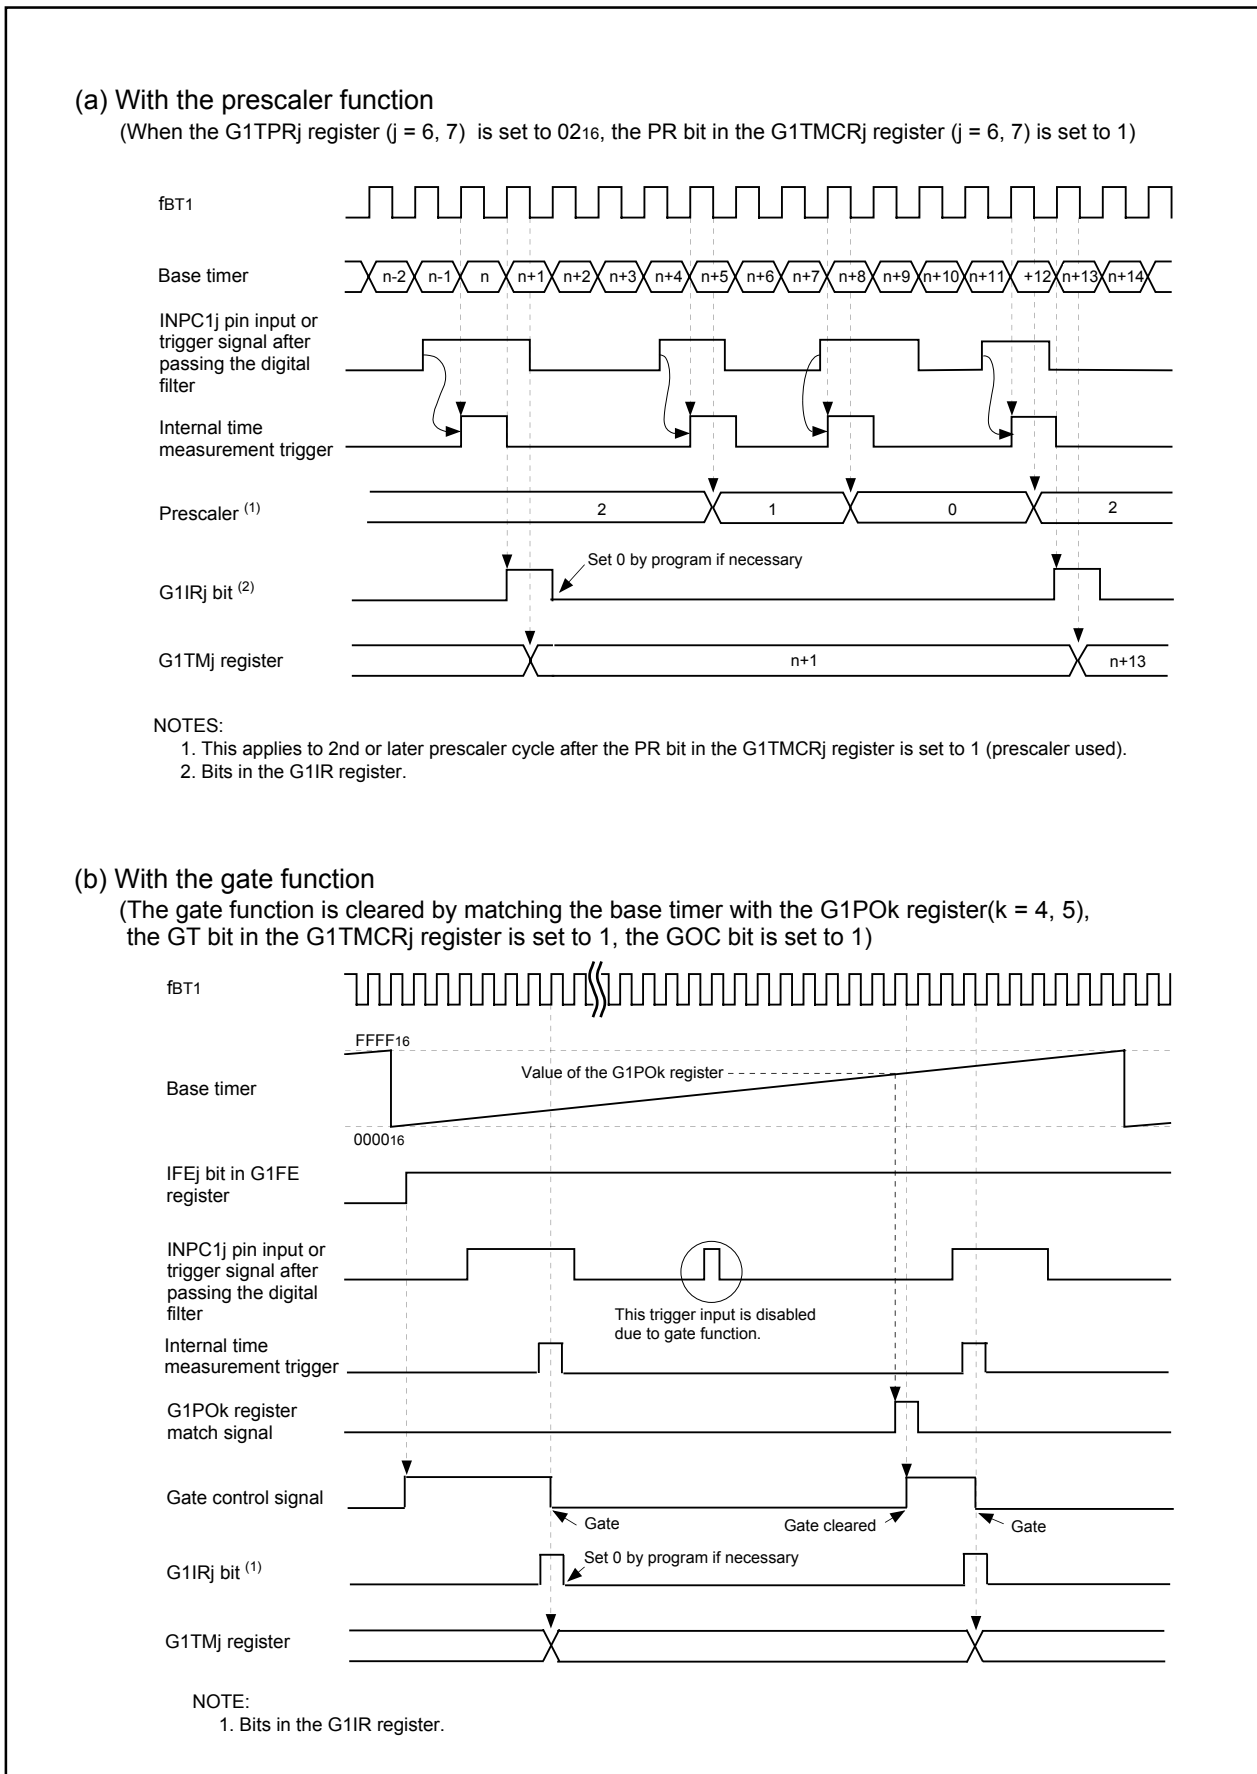 (a) With the prescaler function
(When the G1TPRj register (j = 6, 7) is set to 0216, the PR bit in the G1TMCRj register (j = 6, 7) is set to 1)
fBT1
Base timer
n-2 n-1 n n+1 n+2 n+3 n+4 n+5 n+6 n+7 n+8 n+9 n+10 n+11 +12 n+13 n+14
INPC1j pin input or
trigger signal after
passing the digital
filter
Internal time
measurement trigger
Prescaler (1)
2 1 0 2
Set 0 by program if necessary
G1IRj bit (2)
G1TMj register
n+1 n+13
NOTES:
1. This applies to 2nd or later prescaler cycle after the PR bit in the G1TMCRj register is set to 1 (prescaler used).
2. Bits in the G1IR register.
(b) With the gate function
(The gate function is cleared by matching the base timer with the G1POk register(k = 4, 5),
the GT bit in the G1TMCRj register is set to 1, the GOC bit is set to 1)
fBT1
FFFF16
Value of the G1POk register
Base timer
000016
IFEj bit in G1FE
register
INPC1j pin input or
trigger signal after
passing the digital
filter
This trigger input is disabled
due to gate function.
Internal time
measurement trigger
G1POk register
match signal
Gate control signal
Gate Gate cleared Gate
Set 0 by program if necessary
G1IRj bit (1)
G1TMj register
NOTE:
1. Bits in the G1IR register.